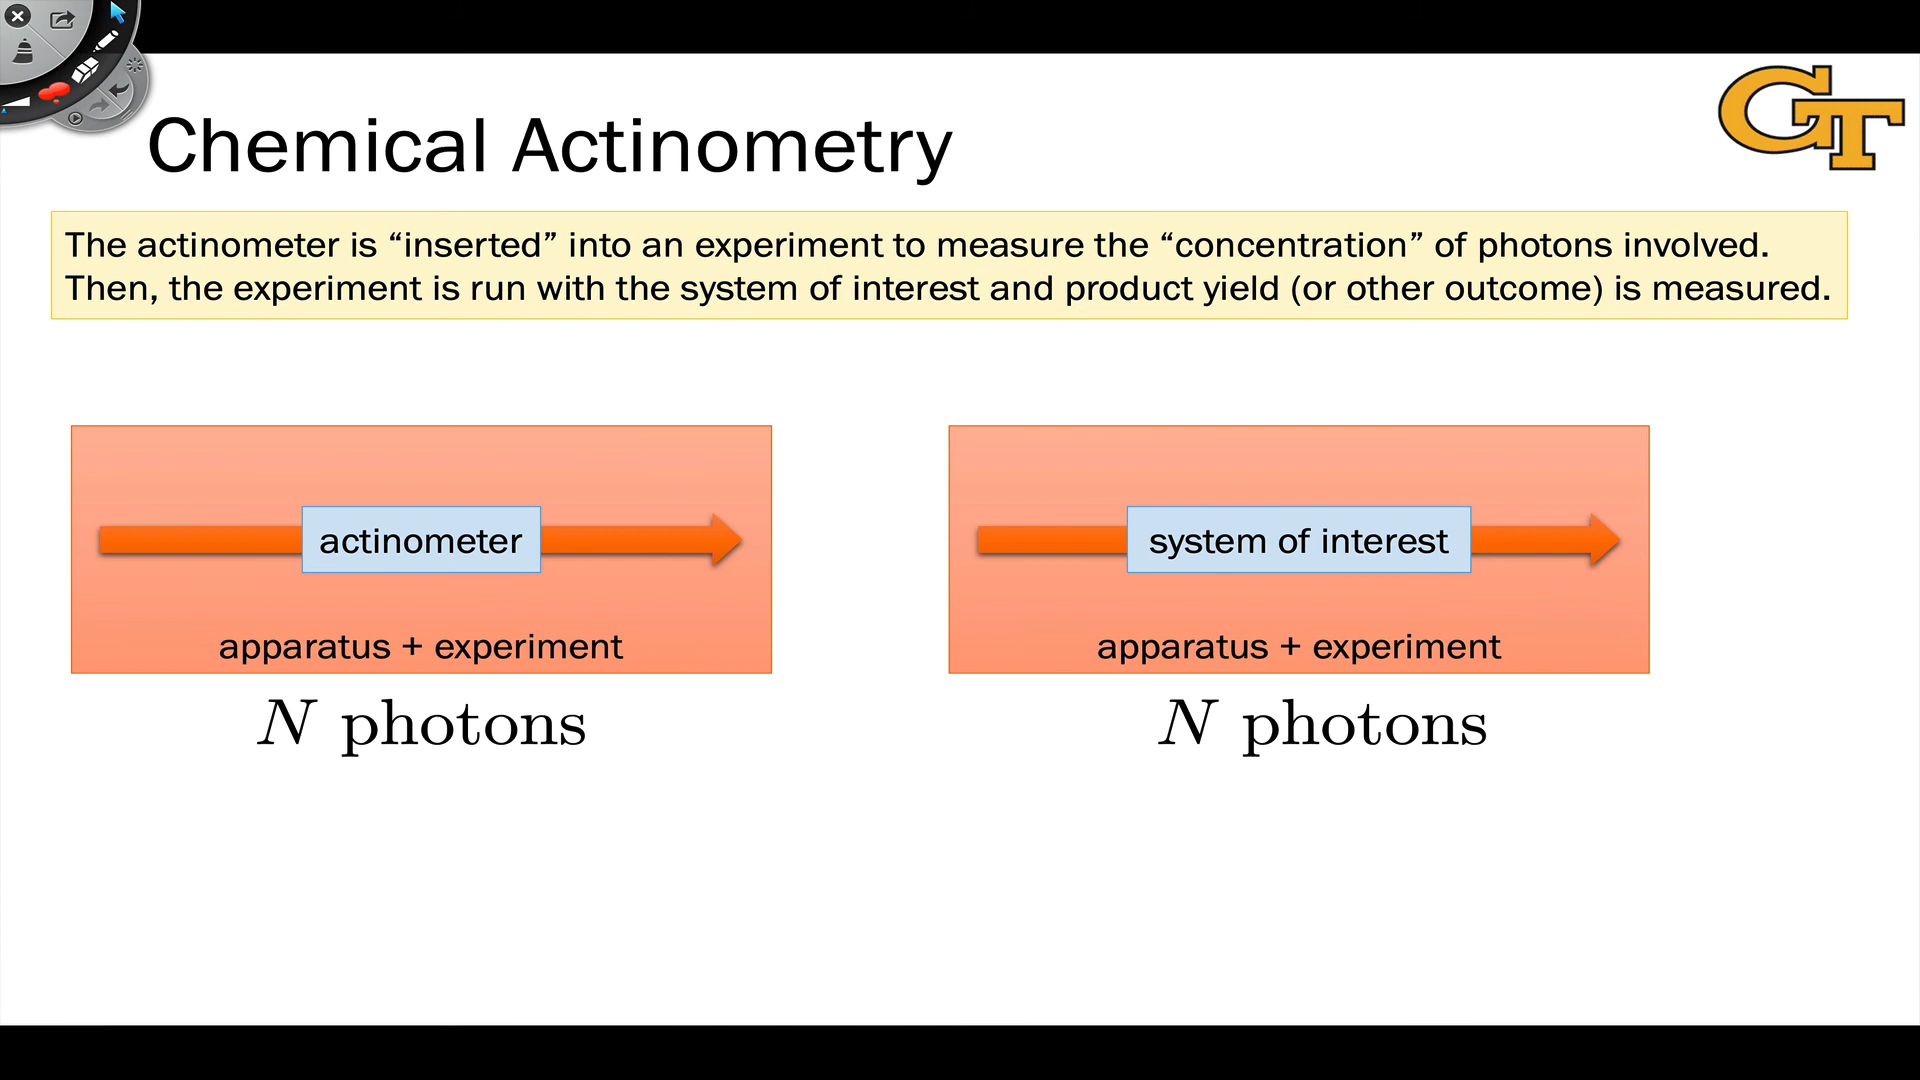 GT
Chemical Actinometry
The actinometer is “inserted” into an experiment to measure the “concentration” of photons involved.
Then, the experiment is run with the system of interest and product yield (or other outcome) is measured.
actinometer
apparatus + experiment
N photons
system of interest
apparatus + experiment
N photons